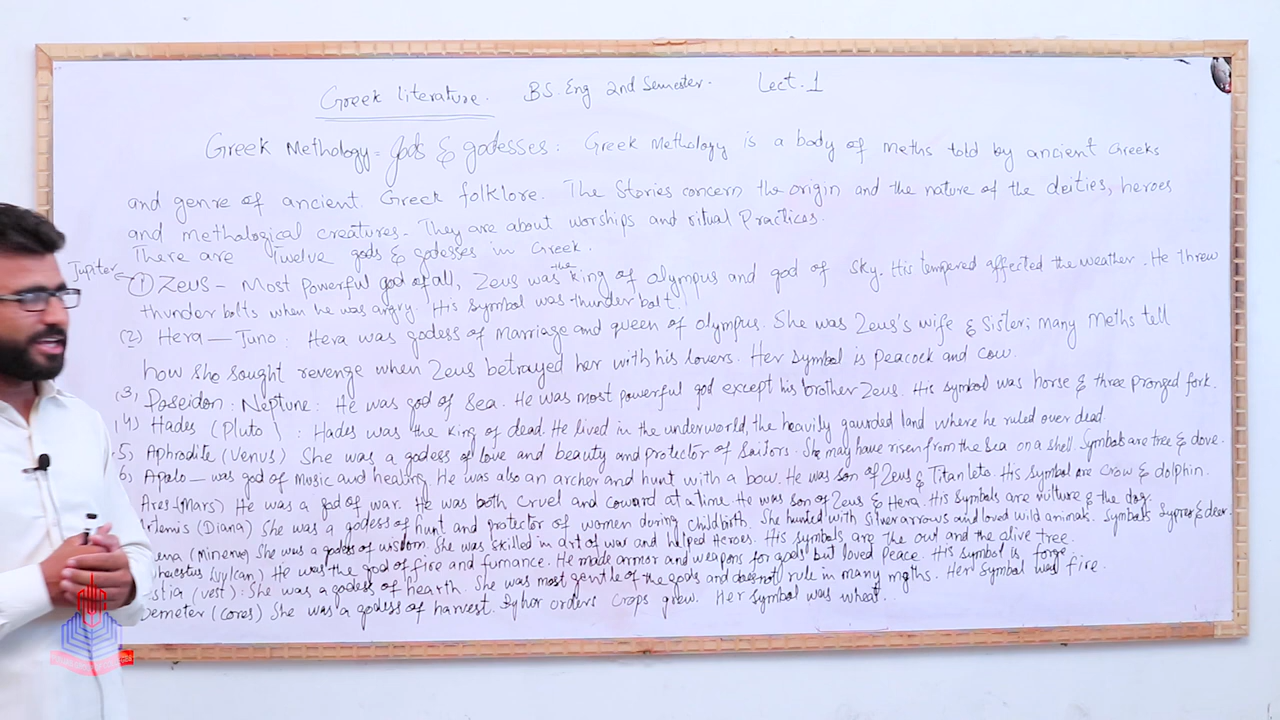 Greek Literature. BS. Eng 2nd Semester. Lect. 1
Greek Methology = gods & godesses : Greek Methology is a body of meths told by ancient Greeks
and genre of ancient Greek folklore. The Stories concern the origin and the nature of the deities, heroes
and methalogical creatures. They are about worships and ritual Practices.
There are Twelve gods & godesses in Greek.
Jupiter
(1) Zeus - Most powerful god of all, Zeus was the king of olympus and god of sky. His tempered affected the weather. He threw
thunder bolts when he was angry. His symbol was thunder bolt.
(2) Hera - Juno : Hera was godess of Marriage and queen of olympus. She was Zeus's wife & Sister; many Meths tell
how she sought revenge when Zeus betrayed her with his lovers. Her symbol is Peacock and cow.
(3) Poseidon : Neptune : He was god of sea. He was most powerful god except his brother Zeus. His symbol was horse & three pronged fork.
(4) Hades (Pluto) : Hades was the King of dead. He lived in the underworld, the heavily gaurded land where he ruled over dead.
5) Aphrodite (Venus) She was a godess of love and beauty and protector of Sailors. She may have risen from the Sea on a shell. Symbols are tree & dove.
6) Apalo - was god of Music and healing. He was also an archer and hunt with a bow. He was son of Zeus & Titan leto. His symbol are Crow & dolphin.
Ares - (Mars) He was a god of war. He was both cruel and coward at a time. He was son of Zeus & Hera. His Symbols are vulture & the dog.
Artemis (Diana) She was a godess of hunt and protector of women during childbirth. She hunted with silver arrows and loved wild animals. Symbols Sypres & deer.
ena (Minerve) She was a godess of wisdom. She was skilled in art of war and helped Heroes. His symbols are the owl and the alive tree.
haestus (vulcan) He was the god of fire and furnance. He made armor and weapons for gods but loved Peace. His symbol is forge.
stia (vest) : She was a godess of hearth. She was most gentle of the gods and does not rule in many myths. Her Symbol was fire.
Demeter (cores) She was a godess of harvest. orders Crops grew. Her symbol was wheat.